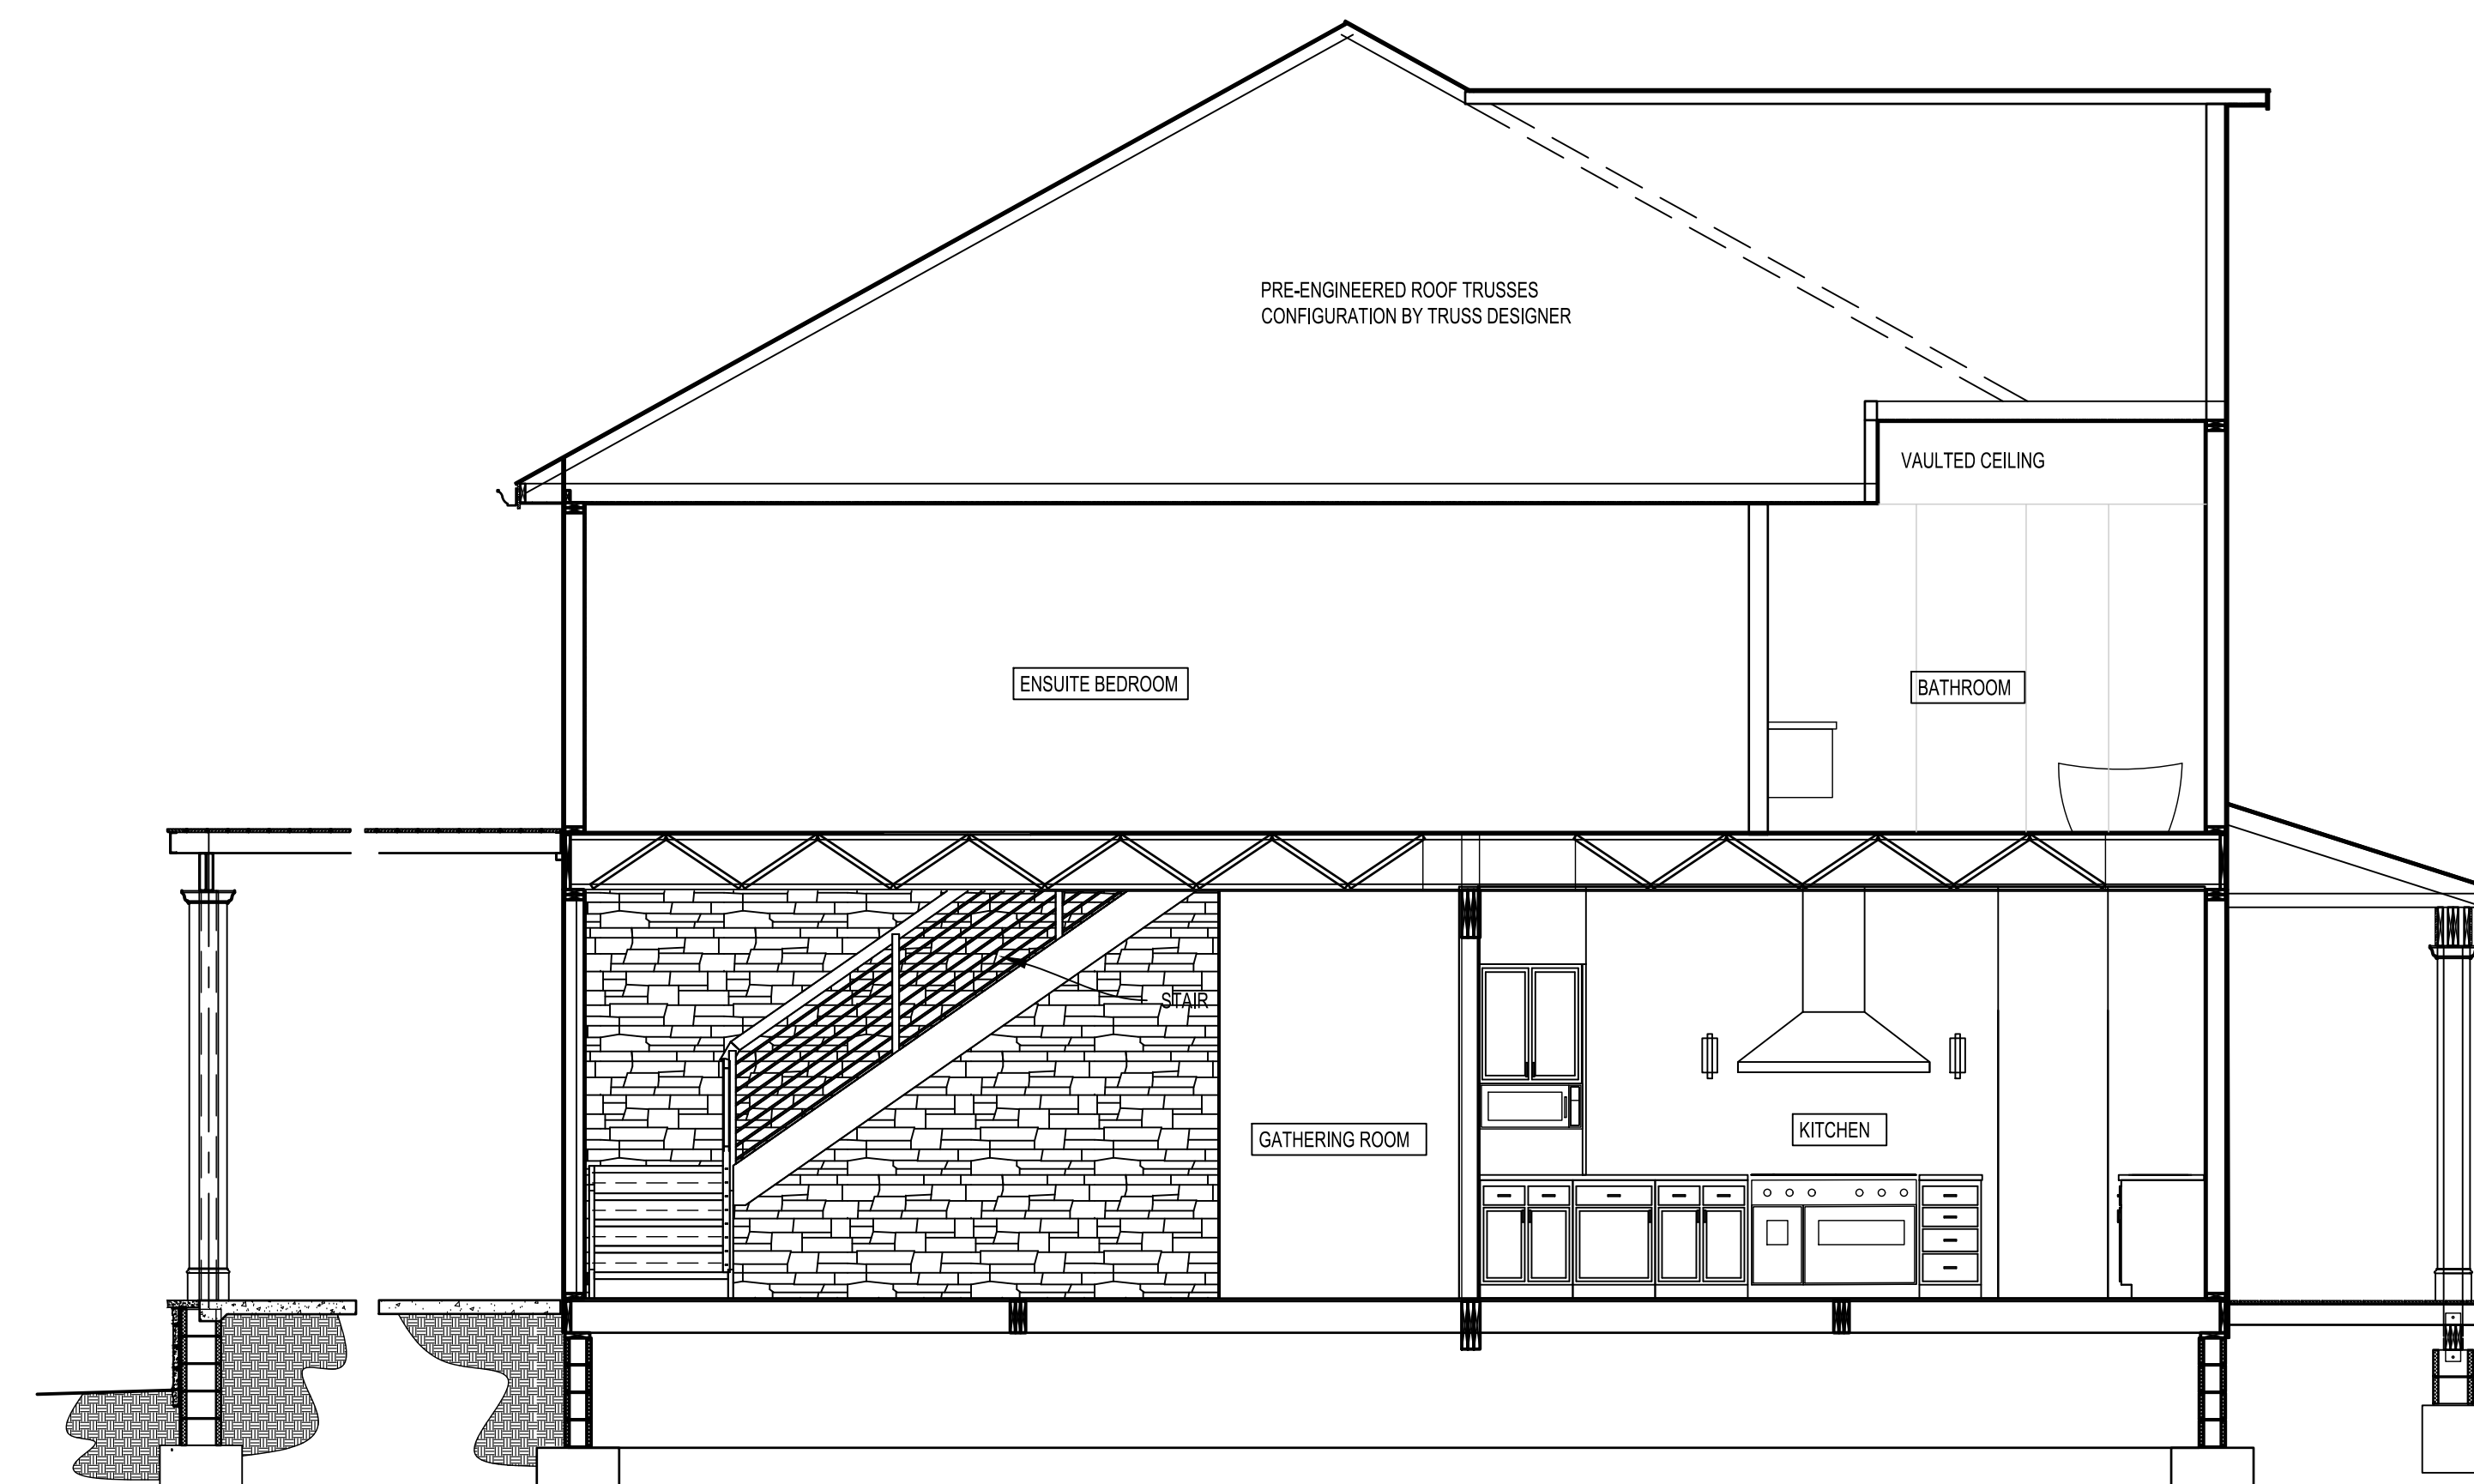 PRE-ENGINEERED ROOF TRUSSES
CONFIGURATION BY TRUSS DESIGNER
VAULTED CEILING
ENSUITE BEDROOM
BATHROOM
STAIR
GATHERING ROOM
KITCHEN